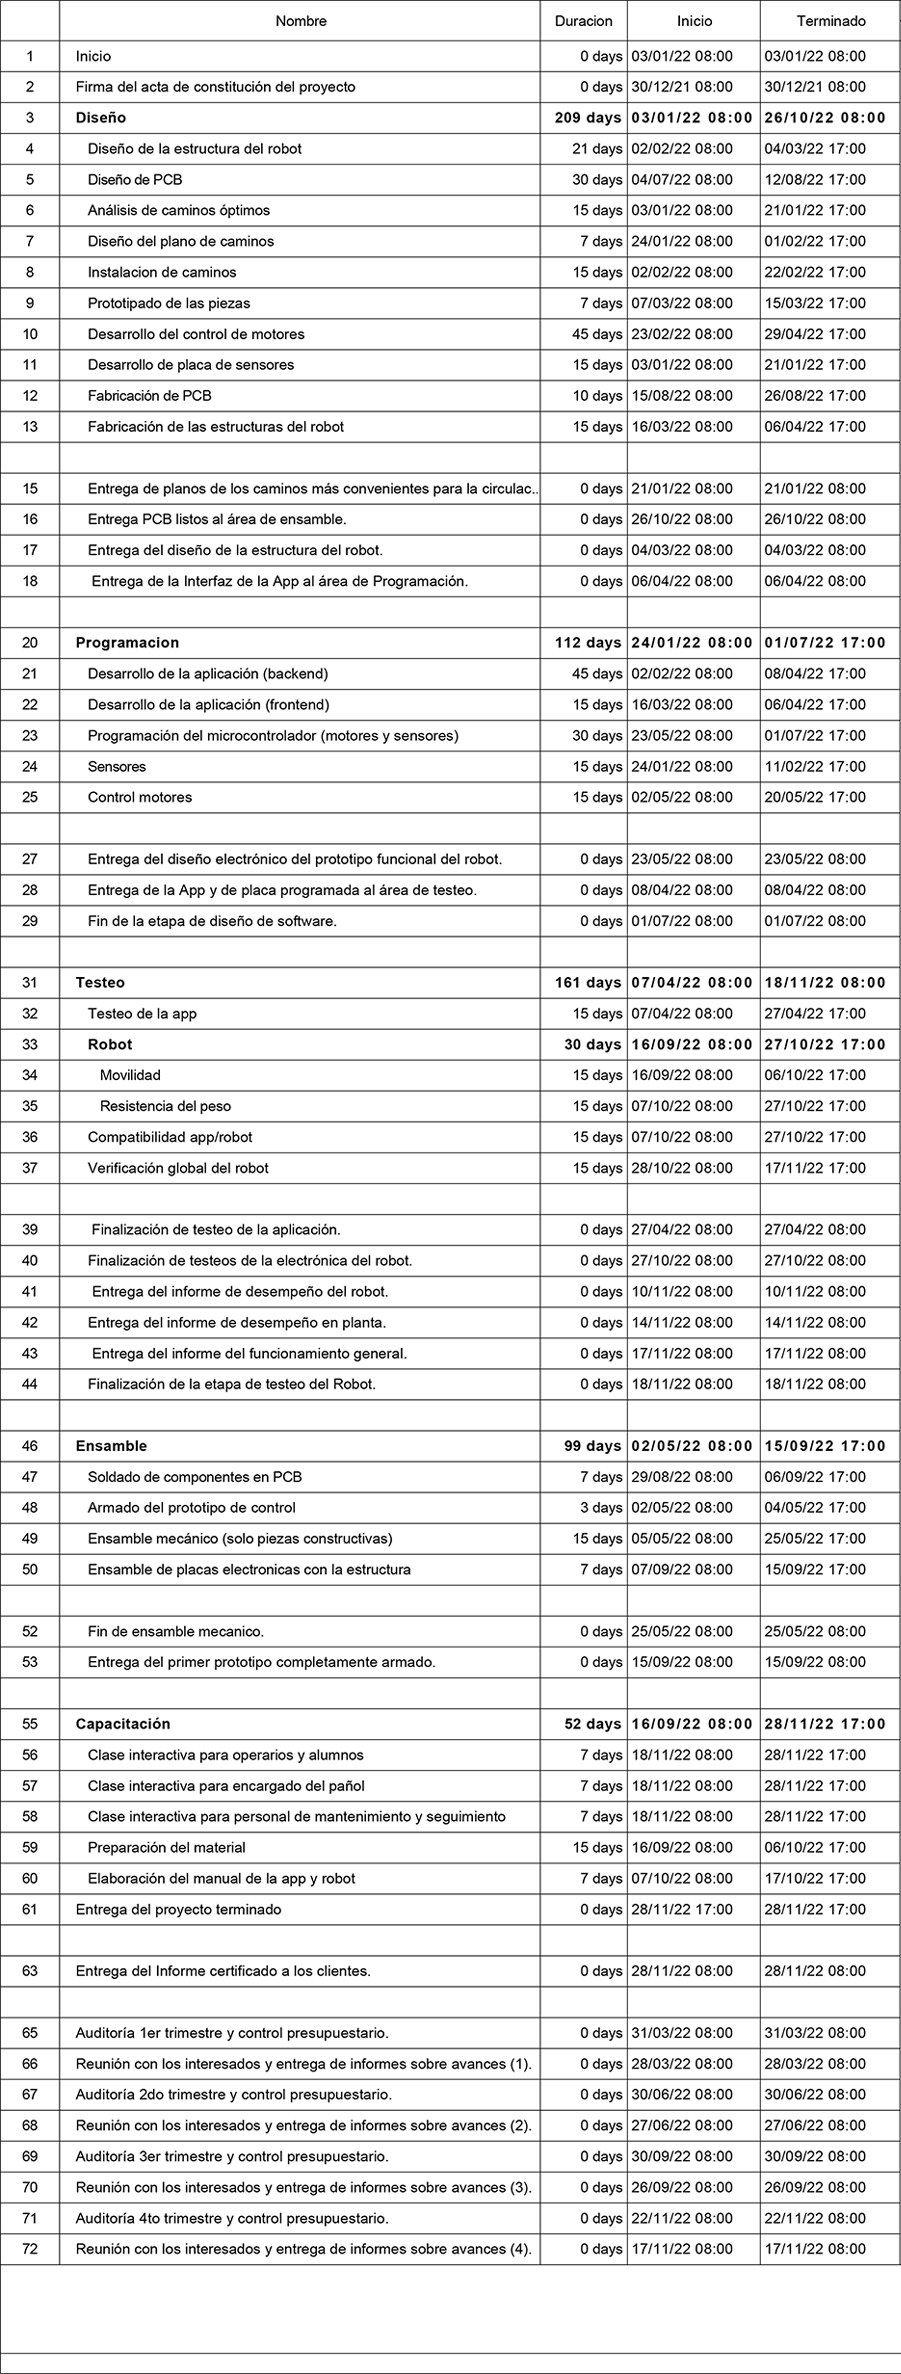 Nombre Duracion Inicio Terminado
1 Inicio 0 days 03/01/22 08:00 03/01/22 08:00
2 Firma del acta de constitución del proyecto 0 days 30/12/21 08:00 30/12/21 08:00
3 Diseño 209 days 03/01/22 08:00 26/10/22 08:00
4 Diseño de la estructura del robot 21 days 02/02/22 08:00 04/03/22 17:00
5 Diseño de PCB 30 days 04/07/22 08:00 12/08/22 17:00
6 Análisis de caminos óptimos 15 days 03/01/22 08:00 21/01/22 17:00
7 Diseño del plano de caminos 7 days 24/01/22 08:00 01/02/22 17:00
8 Instalacion de caminos 15 days 02/02/22 08:00 22/02/22 17:00
9 Prototipado de las piezas 7 days 07/03/22 08:00 15/03/22 17:00
10 Desarrollo del control de motores 45 days 23/02/22 08:00 29/04/22 17:00
11 Desarrollo de placa de sensores 15 days 03/01/22 08:00 21/01/22 17:00
12 Fabricación de PCB 10 days 15/08/22 08:00 26/08/22 17:00
13 Fabricación de las estructuras del robot 15 days 16/03/22 08:00 06/04/22 17:00
15 Entrega de planos de los caminos más convenientes para la circulac.. 0 days 21/01/22 08:00 21/01/22 08:00
16 Entrega PCB listos al área de ensamble. 0 days 26/10/22 08:00 26/10/22 08:00
17 Entrega del diseño de la estructura del robot. 0 days 04/03/22 08:00 04/03/22 08:00
18 Entrega de la Interfaz de la App al área de Programación. 0 days 06/04/22 08:00 06/04/22 08:00
20 Programacion 112 days 24/01/22 08:00 01/07/22 17:00
21 Desarrollo de la aplicación (backend) 45 days 02/02/22 08:00 08/04/22 17:00
22 Desarrollo de la aplicación (frontend) 15 days 16/03/22 08:00 06/04/22 17:00
23 Programación del microcontrolador (motores y sensores) 30 days 23/05/22 08:00 01/07/22 17:00
24 Sensores 15 days 24/01/22 08:00 11/02/22 17:00
25 Control motores 15 days 02/05/22 08:00 20/05/22 17:00
27 Entrega del diseño electrónico del prototipo funcional del robot. 0 days 23/05/22 08:00 23/05/22 08:00
28 Entrega de la App y de placa programada al área de testeo. 0 days 08/04/22 08:00 08/04/22 08:00
29 Fin de la etapa de diseño de software. 0 days 01/07/22 08:00 01/07/22 08:00
31 Testeo 161 days 07/04/22 08:00 18/11/22 08:00
32 Testeo de la app 15 days 07/04/22 08:00 27/04/22 17:00
33 Robot 30 days 16/09/22 08:00 27/10/22 17:00
34 Movilidad 15 days 16/09/22 08:00 06/10/22 17:00
35 Resistencia del peso 15 days 07/10/22 08:00 27/10/22 17:00
36 Compatibilidad app/robot 15 days 07/10/22 08:00 27/10/22 17:00
37 Verificación global del robot 15 days 28/10/22 08:00 17/11/22 17:00
39 Finalización de testeo de la aplicación. 0 days 27/04/22 08:00 27/04/22 08:00
40 Finalización de testeos de la electrónica del robot. 0 days 27/10/22 08:00 27/10/22 08:00
41 Entrega del informe de desempeño del robot. 0 days 10/11/22 08:00 10/11/22 08:00
42 Entrega del informe de desempeño en planta. 0 days 14/11/22 08:00 14/11/22 08:00
43 Entrega del informe del funcionamiento general. 0 days 17/11/22 08:00 17/11/22 08:00
44 Finalización de la etapa de testeo del Robot. 0 days 18/11/22 08:00 18/11/22 08:00
46 Ensamble 99 days 02/05/22 08:00 15/09/22 17:00
47 Soldado de componentes en PCB 7 days 29/08/22 08:00 06/09/22 17:00
48 Armado del prototipo de control 3 days 02/05/22 08:00 04/05/22 17:00
49 Ensamble mecánico (solo piezas constructivas) 15 days 05/05/22 08:00 25/05/22 17:00
50 Ensamble de placas electronicas con la estructura 7 days 07/09/22 08:00 15/09/22 17:00
52 Fin de ensamble mecanico. 0 days 25/05/22 08:00 25/05/22 08:00
53 Entrega del primer prototipo completamente armado. 0 days 15/09/22 08:00 15/09/22 08:00
55 Capacitación 52 days 16/09/22 08:00 28/11/22 17:00
56 Clase interactiva para operarios y alumnos 7 days 18/11/22 08:00 28/11/22 17:00
57 Clase interactiva para encargado del pañol 7 days 18/11/22 08:00 28/11/22 17:00
58 Clase interactiva para personal de mantenimiento y seguimiento 7 days 18/11/22 08:00 28/11/22 17:00
59 Preparación del material 15 days 16/09/22 08:00 06/10/22 17:00
60 Elaboración del manual de la app y robot 7 days 07/10/22 08:00 17/10/22 17:00
61 Entrega del proyecto terminado 0 days 28/11/22 17:00 28/11/22 17:00
63 Entrega del Informe certificado a los clientes. 0 days 28/11/22 08:00 28/11/22 08:00
65 Auditoría 1er trimestre y control presupuestario. 0 days 31/03/22 08:00 31/03/22 08:00
66 Reunión con los interesados y entrega de informes sobre avances (1). 0 days 28/03/22 08:00 28/03/22 08:00
67 Auditoría 2do trimestre y control presupuestario. 0 days 30/06/22 08:00 30/06/22 08:00
68 Reunión con los interesados y entrega de informes sobre avances (2). 0 days 27/06/22 08:00 27/06/22 08:00
69 Auditoría 3er trimestre y control presupuestario. 0 days 30/09/22 08:00 30/09/22 08:00
70 Reunión con los interesados y entrega de informes sobre avances (3). 0 days 26/09/22 08:00 26/09/22 08:00
71 Auditoría 4to trimestre y control presupuestario. 0 days 22/11/22 08:00 22/11/22 08:00
72 Reunión con los interesados y entrega de informes sobre avances (4). 0 days 17/11/22 08:00 17/11/22 08:00